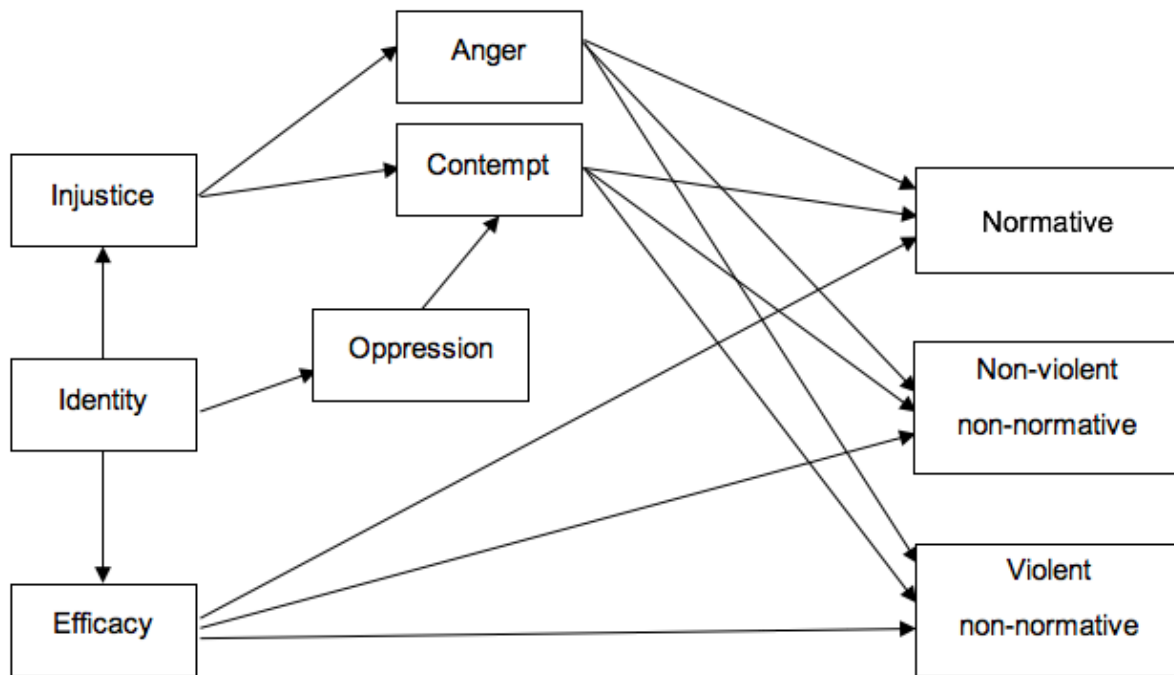 Anger
Contempt
Injustice
Normative
Oppression
Non-violent
non-normative
Identity
Violent
non-normative
Efficacy